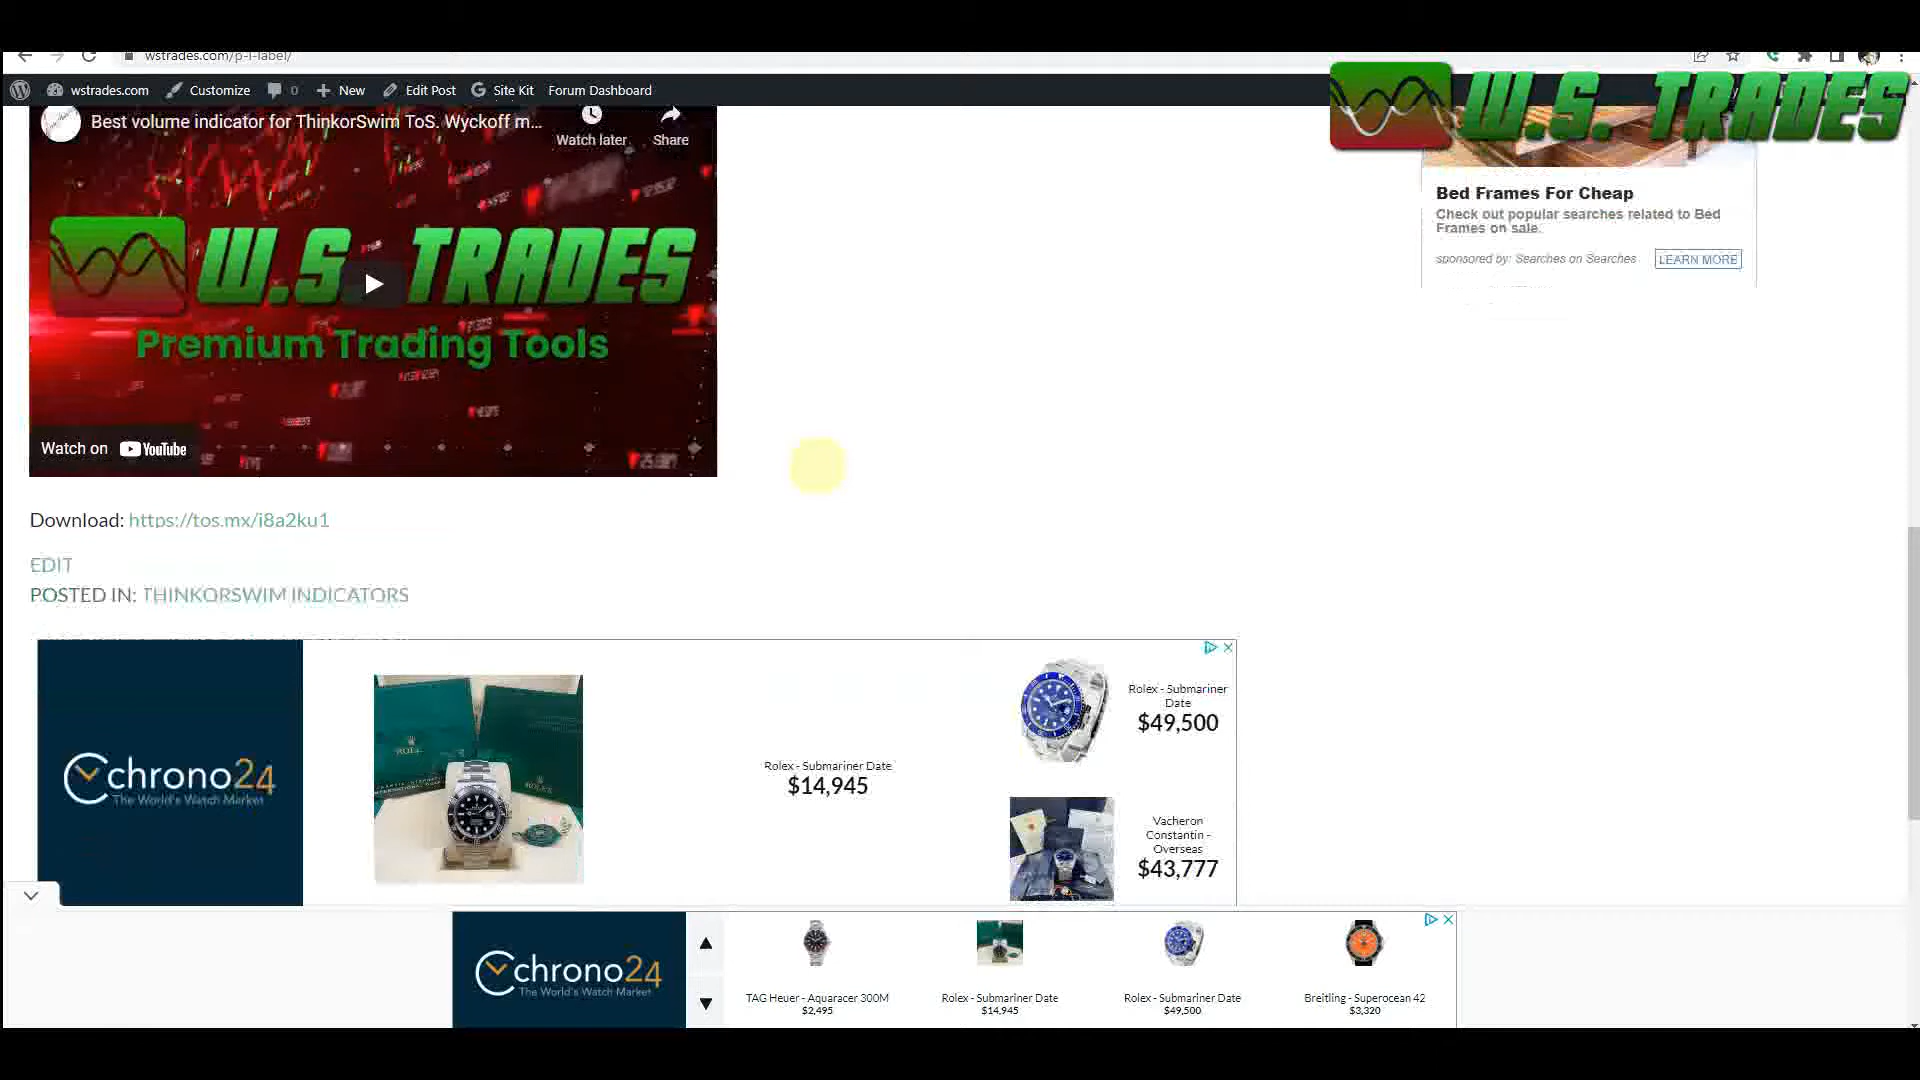 wstrades.com/p-l-label/
wstrades.com
Customize
0
New
Edit Post
Site Kit
Forum Dashboard
W.S. TRADES
Best volume indicator for ThinkorSwim ToS. Wyckoff m...
Watch later
Share
W.S. TRADES
Premium Trading Tools
Watch on YouTube
Bed Frames For Cheap
Check out popular searches related to Bed
Frames on sale.
sponsored by: Searches on Searches
LEARN MORE
Download: https://tos.mx/i8a2ku1
EDIT
POSTED IN: THINKORSWIM INDICATORS
chrono24
The World's Watch Market
ROLEX
Rolex - Submariner Date
$14,945
Rolex - Submariner
Date
$49,500
Vacheron
Constantin -
Overseas
$43,777
chrono24
The World's Watch Market
TAG Heuer - Aquaracer 300M
$2,495
Rolex - Submariner Date
$14,945
Rolex - Submariner Date
$49,500
Breitling - Superocean 42
$3,320